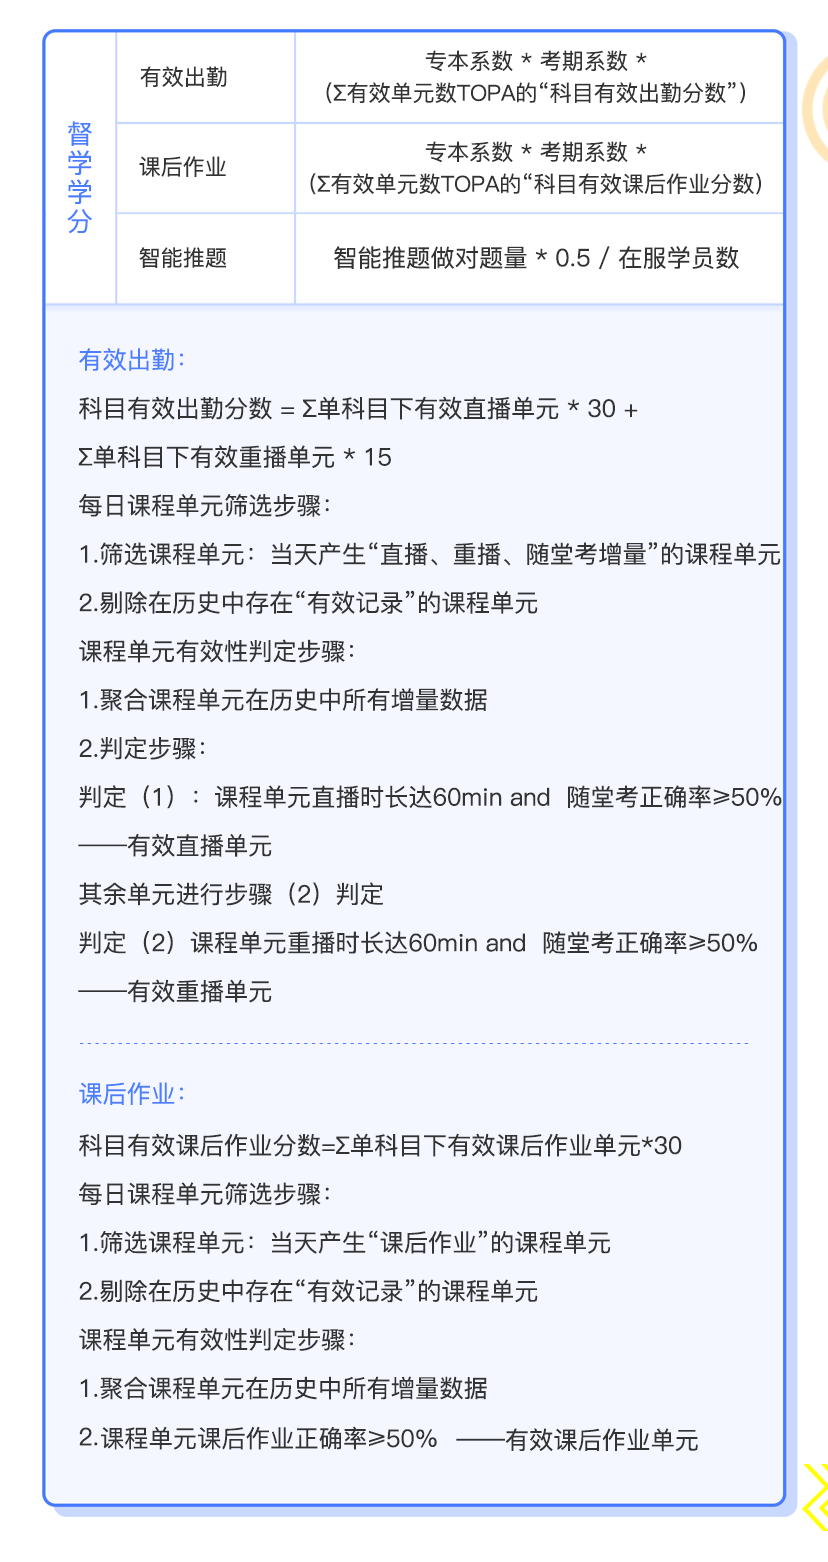 督学学分
有效出勤
专本系数 * 考期系数 *
(Σ有效单元数TOPA的“科目有效出勤分数”)
课后作业
专本系数 * 考期系数 *
(Σ有效单元数TOPA的“科目有效课后作业分数)
智能推题
智能推题做对题量 * 0.5 / 在服学员数
有效出勤：
科目有效出勤分数 = Σ单科目下有效直播单元 * 30 +
Σ单科目下有效重播单元 * 15
每日课程单元筛选步骤：
1.筛选课程单元：当天产生“直播、重播、随堂考增量”的课程单元
2.剔除在历史中存在“有效记录”的课程单元
课程单元有效性判定步骤：
1.聚合课程单元在历史中所有增量数据
2.判定步骤：
判定（1）：课程单元直播时长达60min and 随堂考正确率⩾50%
——有效直播单元
其余单元进行步骤（2）判定
判定（2）课程单元重播时长达60min and 随堂考正确率⩾50%
——有效重播单元
课后作业：
科目有效课后作业分数=Σ单科目下有效课后作业单元*30
每日课程单元筛选步骤：
1.筛选课程单元：当天产生“课后作业”的课程单元
2.剔除在历史中存在“有效记录”的课程单元
课程单元有效性判定步骤：
1.聚合课程单元在历史中所有增量数据
2.课程单元课后作业正确率⩾50% ——有效课后作业单元